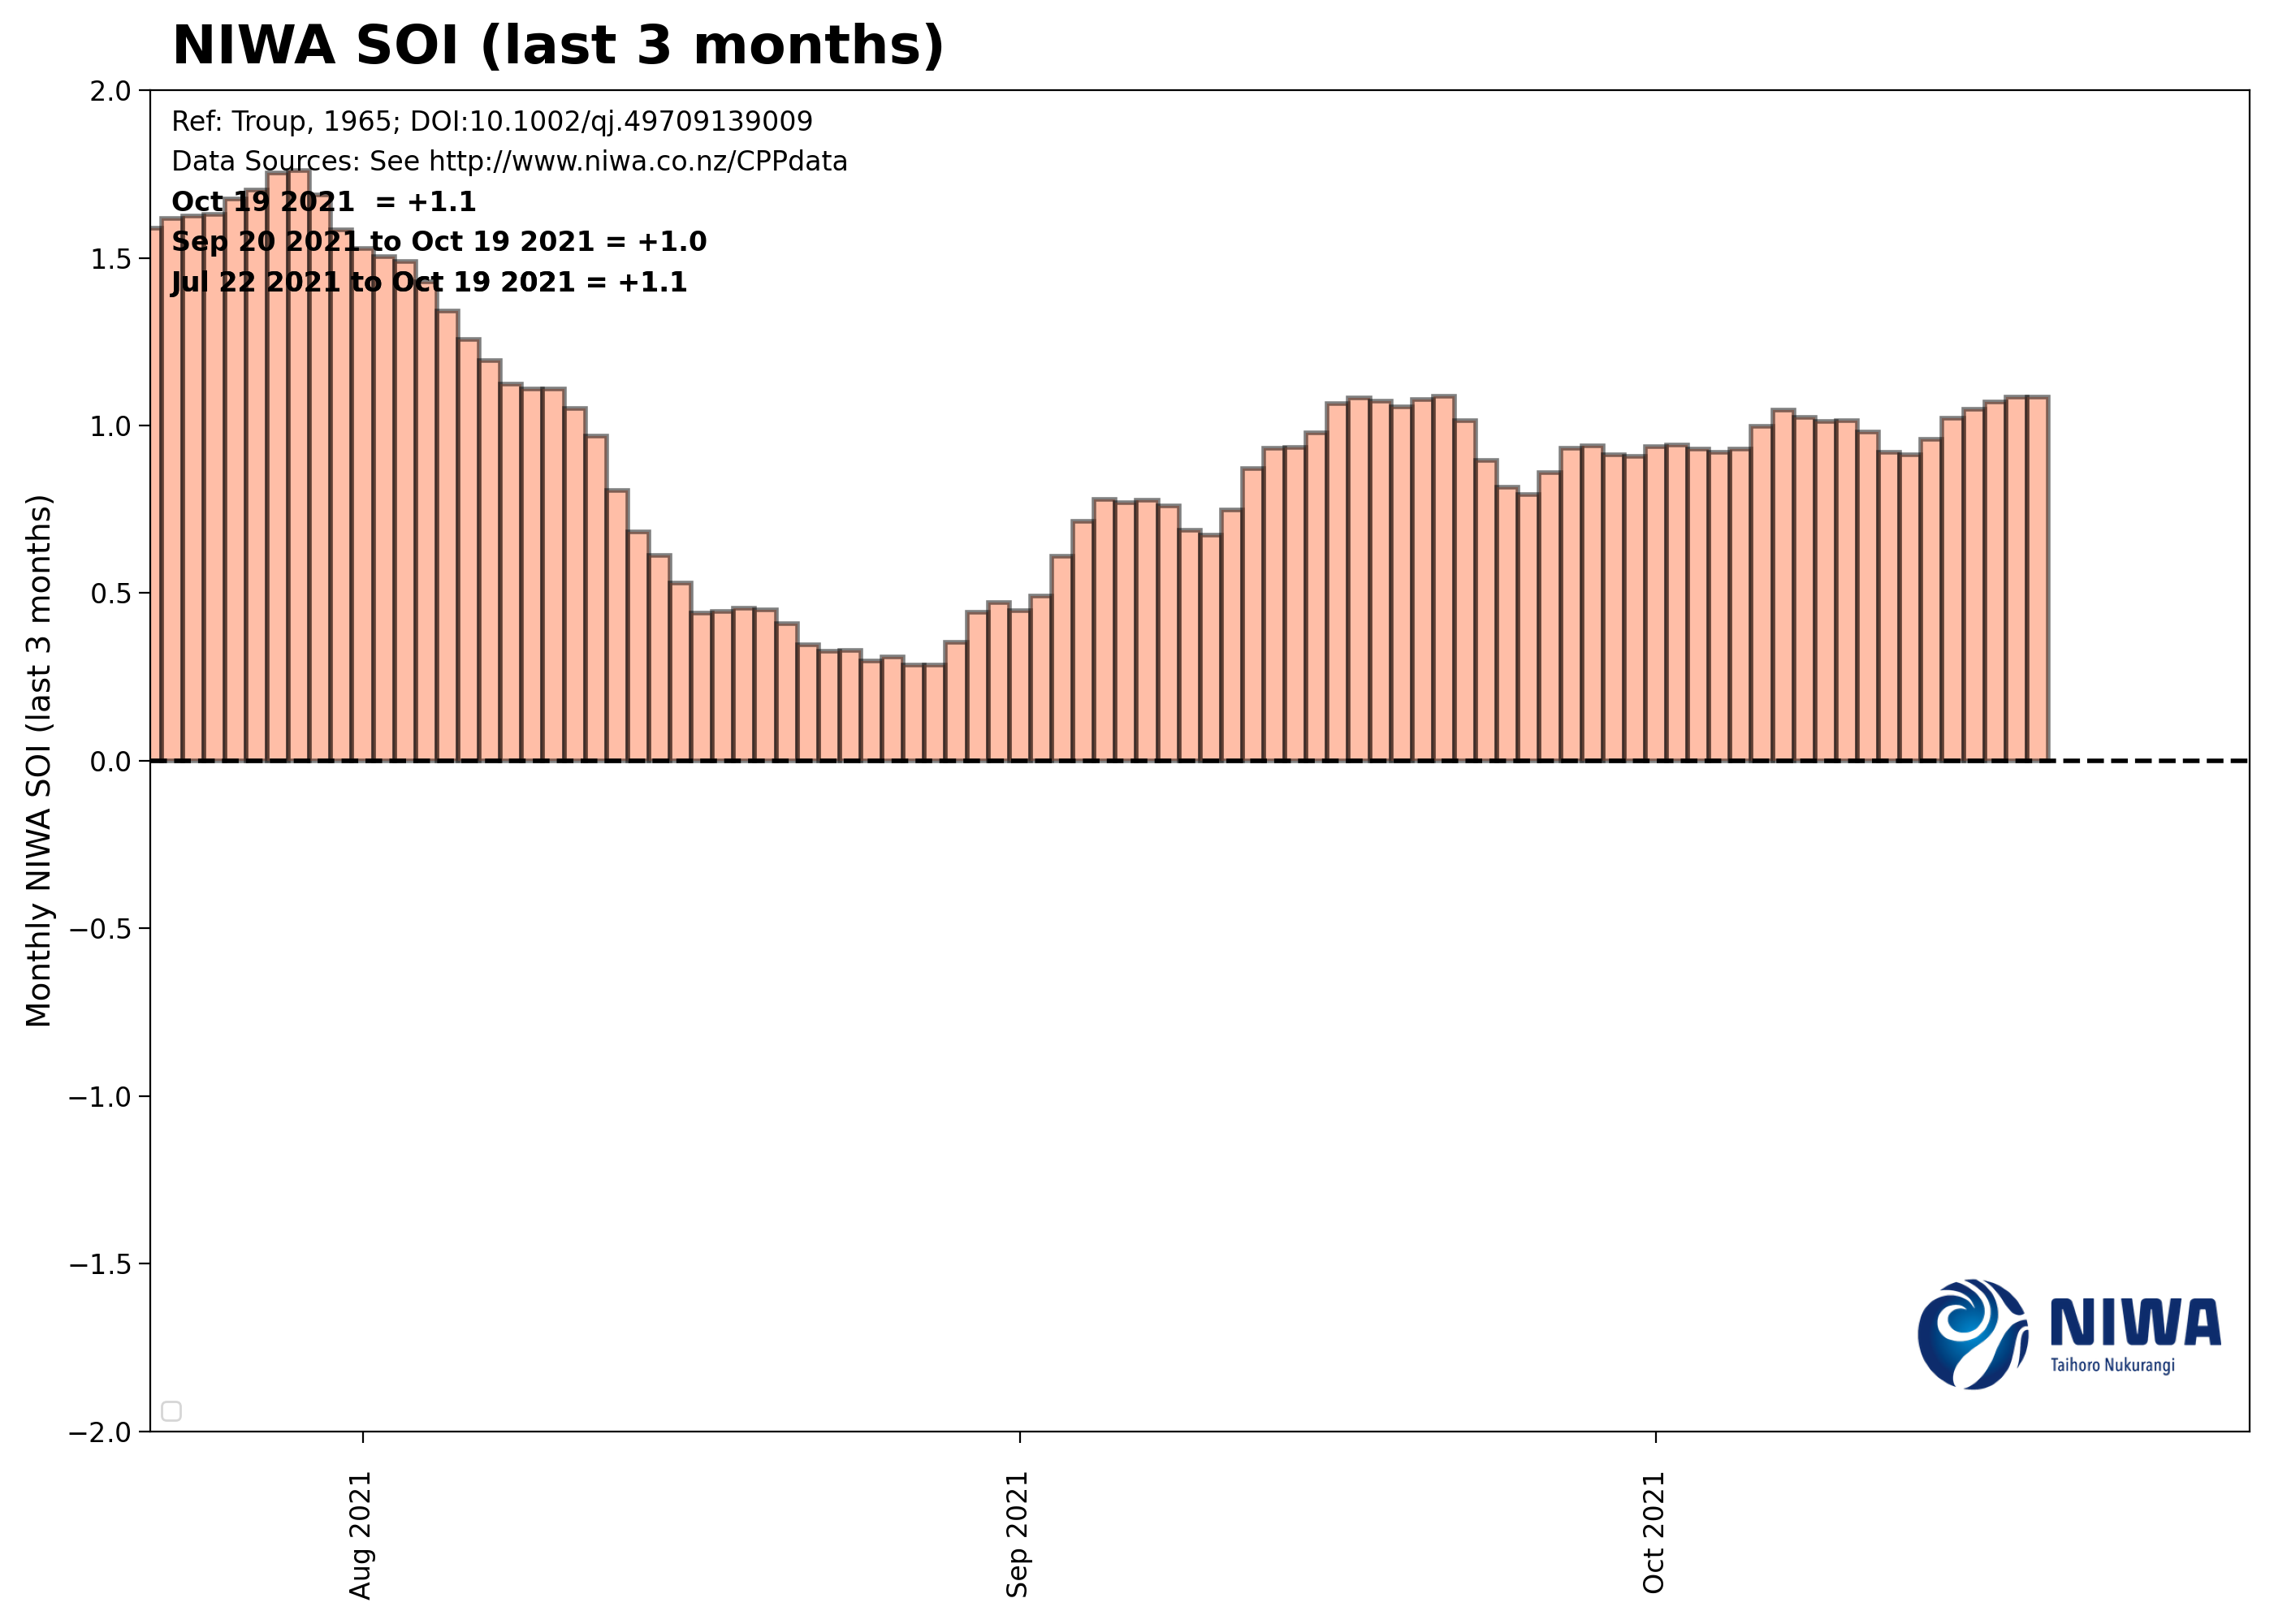 NIWA SOI (last 3 months)
Ref: Troup, 1965; DOI:10.1002/qj.49709139009
Data Sources: See http://www.niwa.co.nz/CPPdata
Oct 19 2021  = +1.1
Sep 20 2021 to Oct 19 2021 = +1.0
Jul 22 2021 to Oct 19 2021 = +1.1
Monthly NIWA SOI (last 3 months)
2.0
1.5
1.0
0.5
0.0
−0.5
−1.0
−1.5
−2.0
NIWA
Taihoro Nukurangi
Aug 2021
Sep 2021
Oct 2021